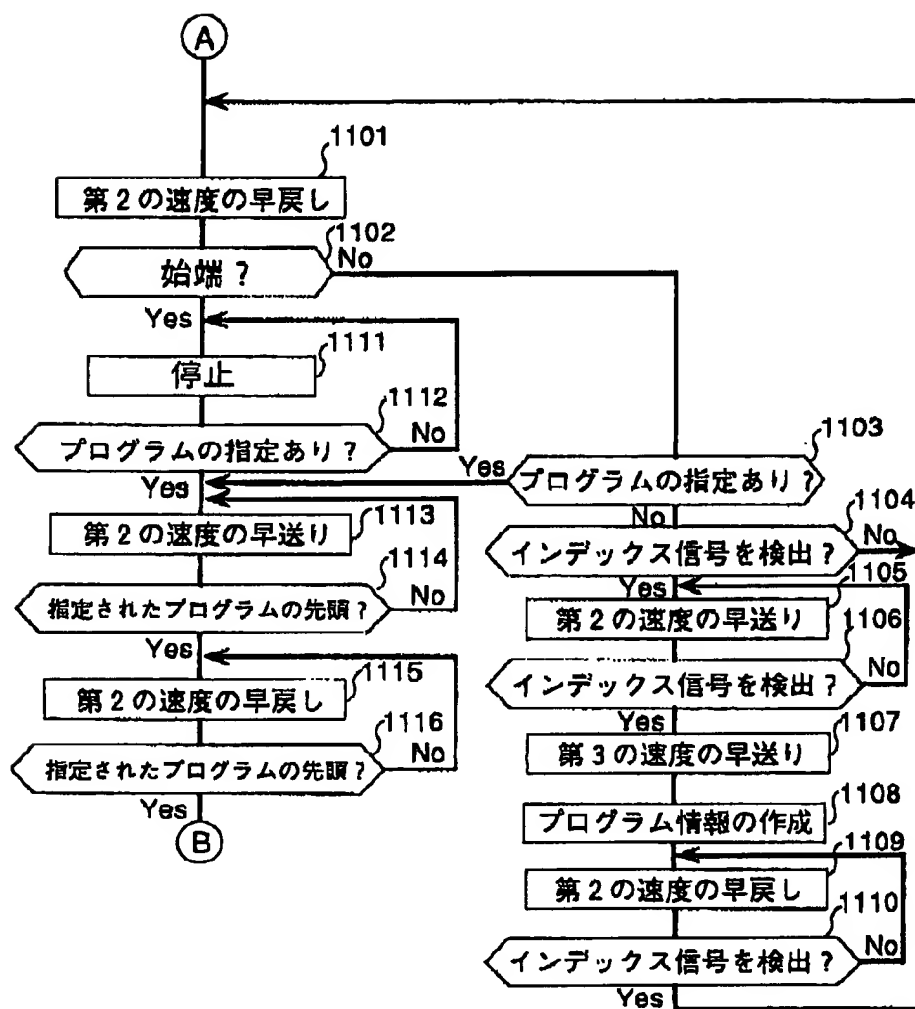 A
1101
第2の速度の早戻し
1102
始端?
No
Yes
1111
停止
1112
プログラムの指定あり?
No
Yes
1113
第2の速度の早送り
1114
指定されたプログラムの先頭?
No
Yes
1115
第2の速度の早戻し
1116
指定されたプログラムの先頭?
No
Yes
B
1103
プログラムの指定あり?
Yes
No
1104
インデックス信号を検出?
No
Yes
1105
第2の速度の早送り
1106
インデックス信号を検出?
No
Yes
1107
第3の速度の早送り
1108
プログラム情報の作成
1109
第2の速度の早戻し
1110
インデックス信号を検出?
No
Yes